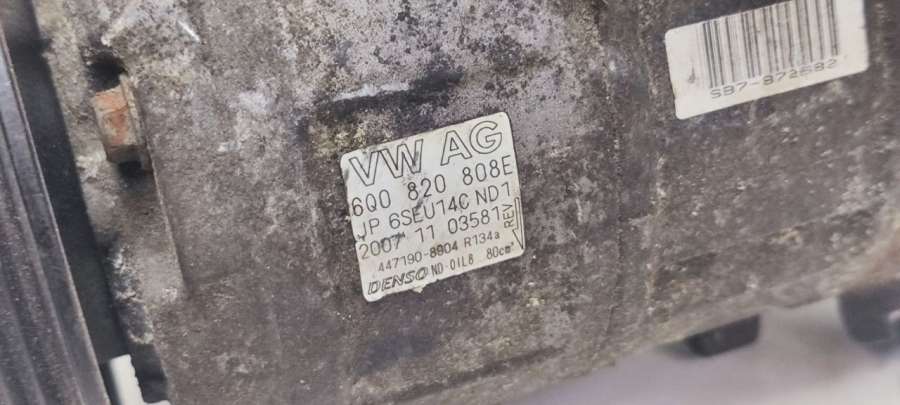 VW AG
6Q0 820 808E
JP 6SEU14C ND1
2007 11 03581 REV
447190-8904 R134a
DENSO ND-OIL8 80cm³
SB7-872682